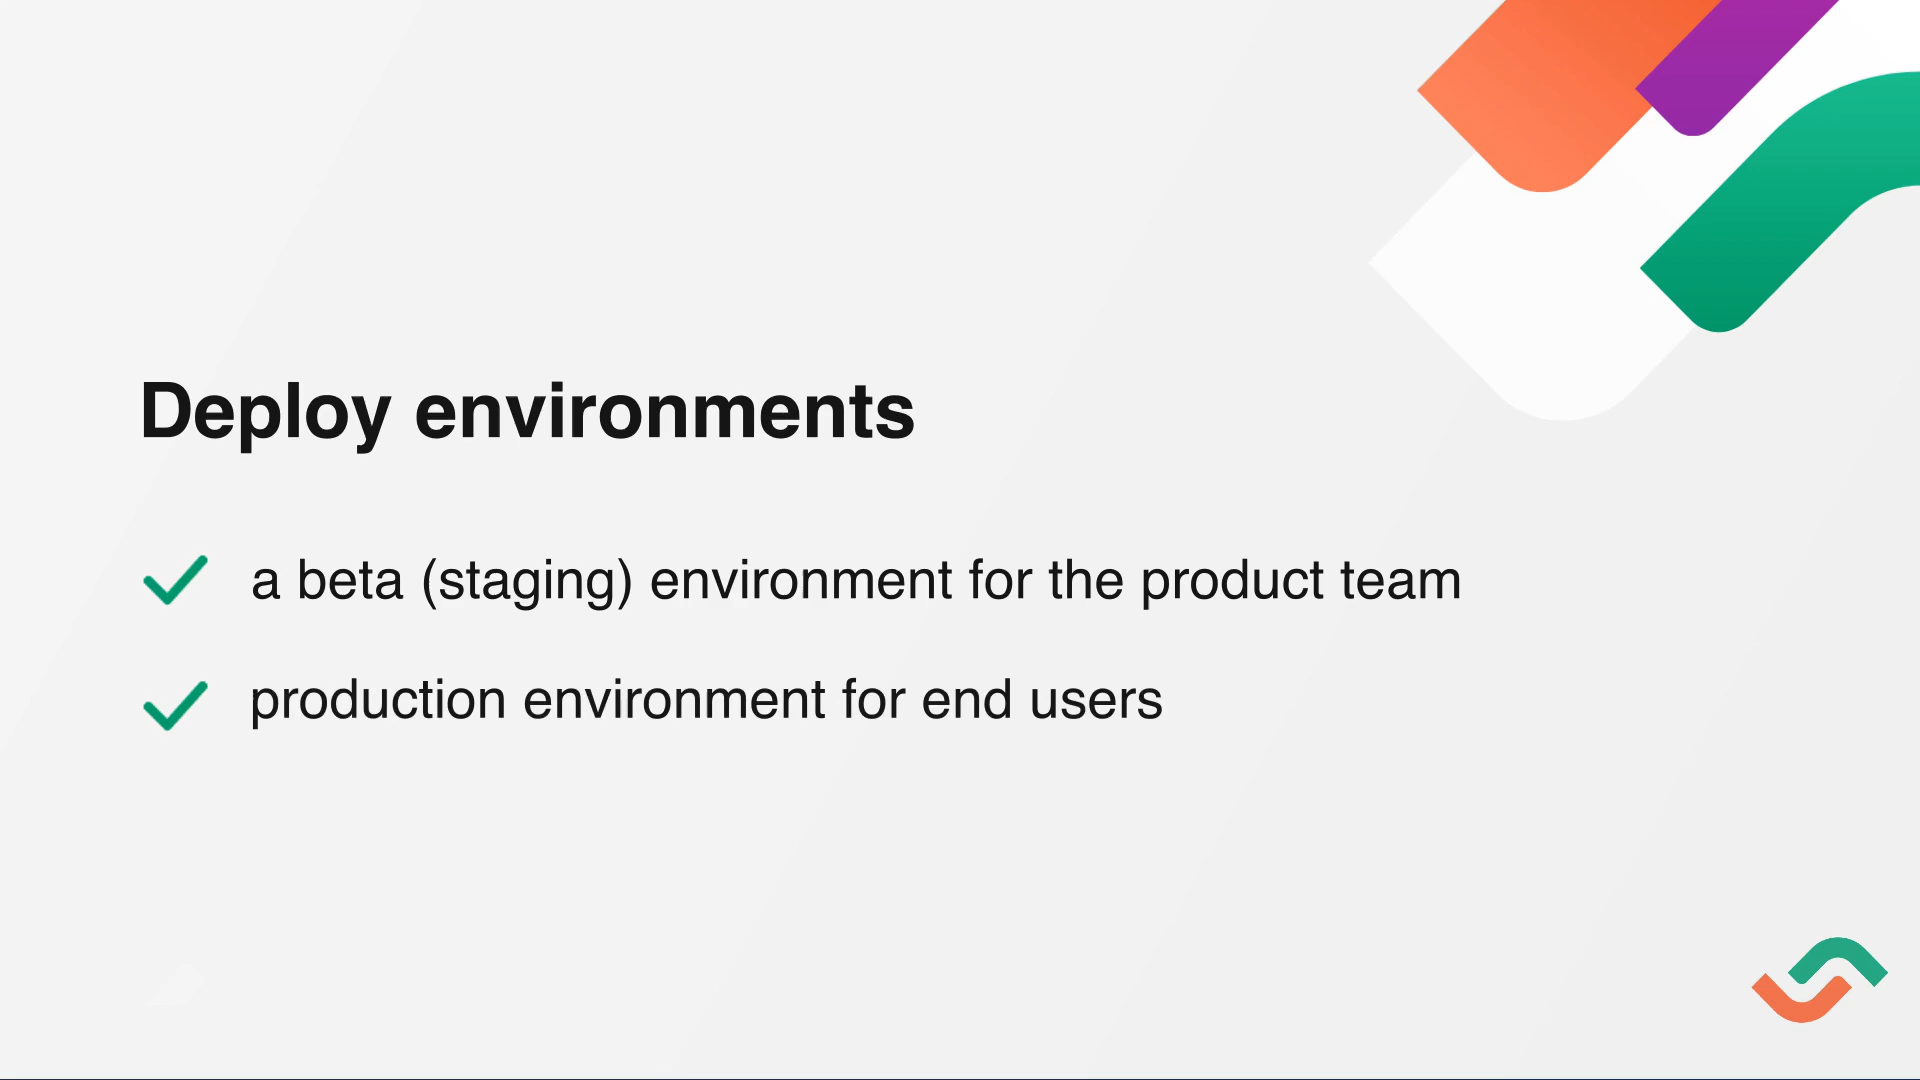 Deploy environments
a beta (staging) environment for the product team
production environment for end users